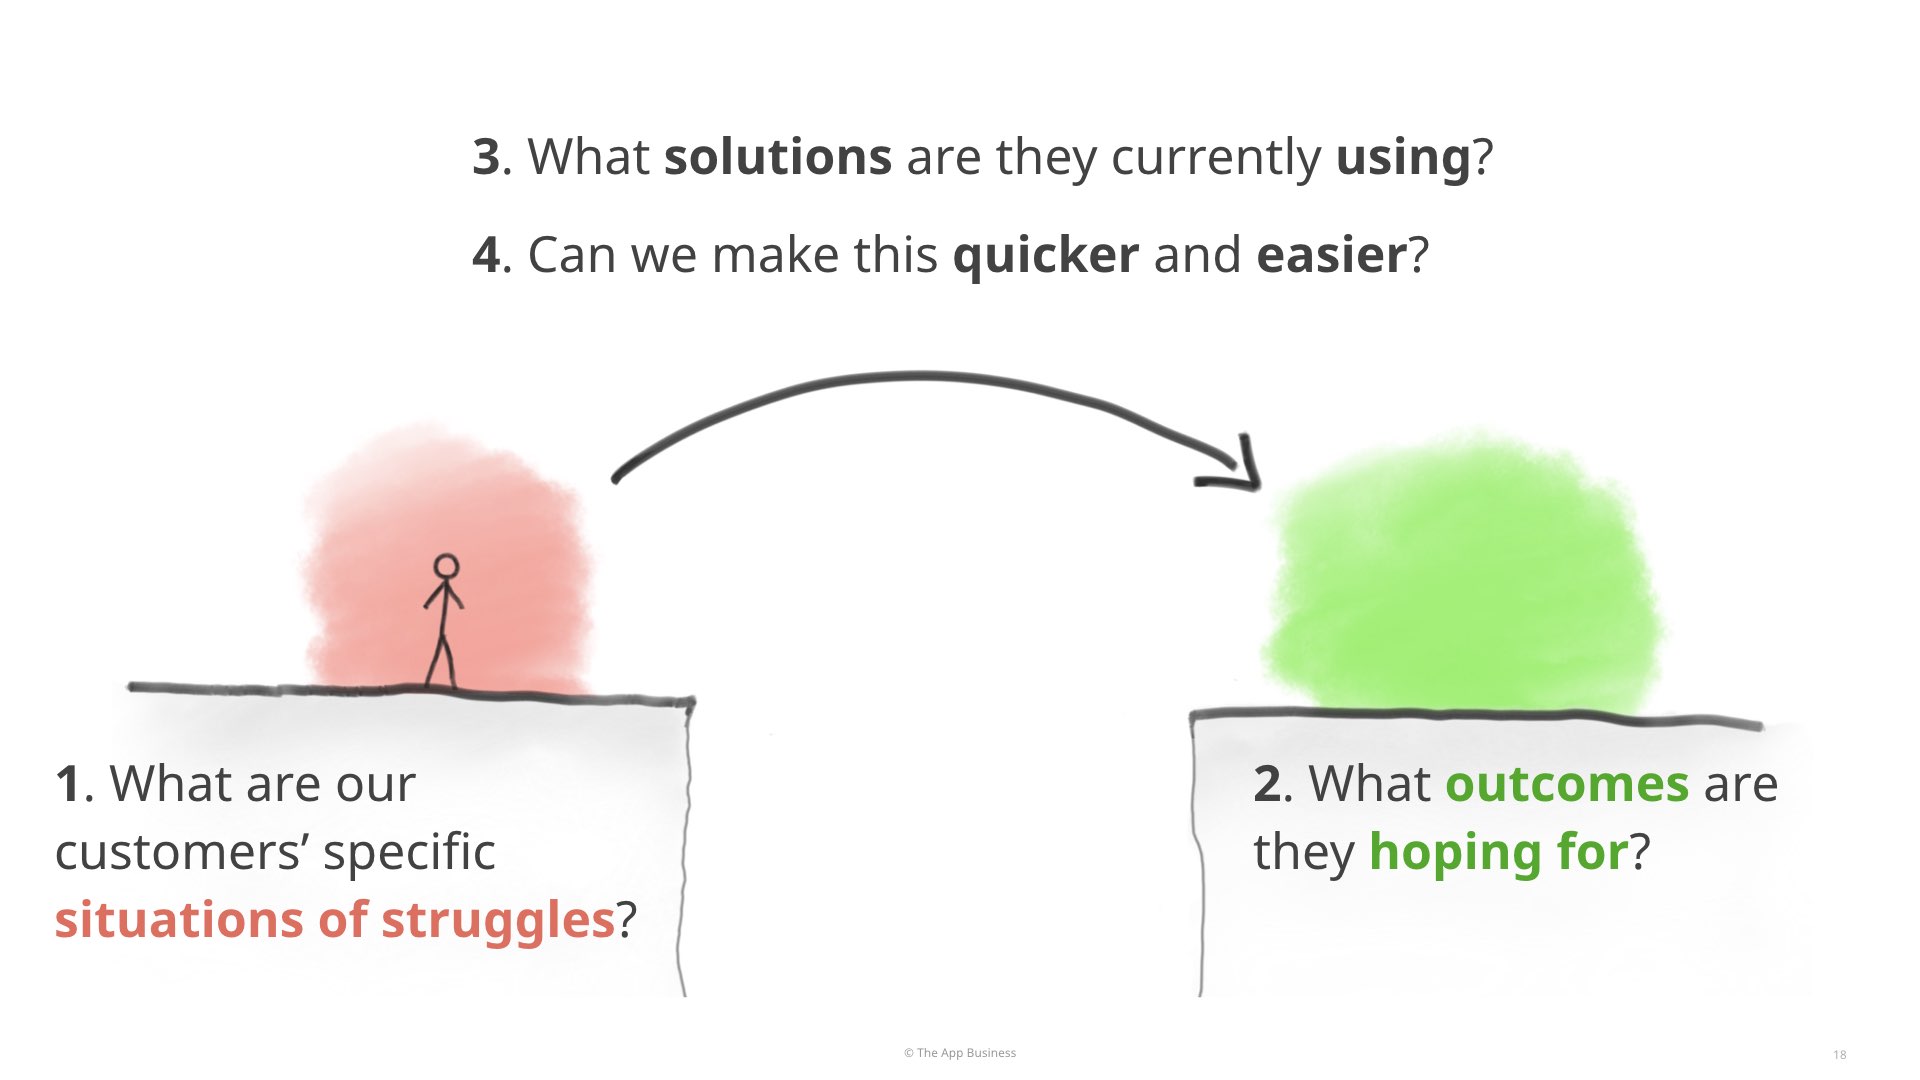 3. What solutions are they currently using?
4. Can we make this quicker and easier?
1. What are our
customers’ specific
situations of struggles?
2. What outcomes are
they hoping for?
© The App Business
18